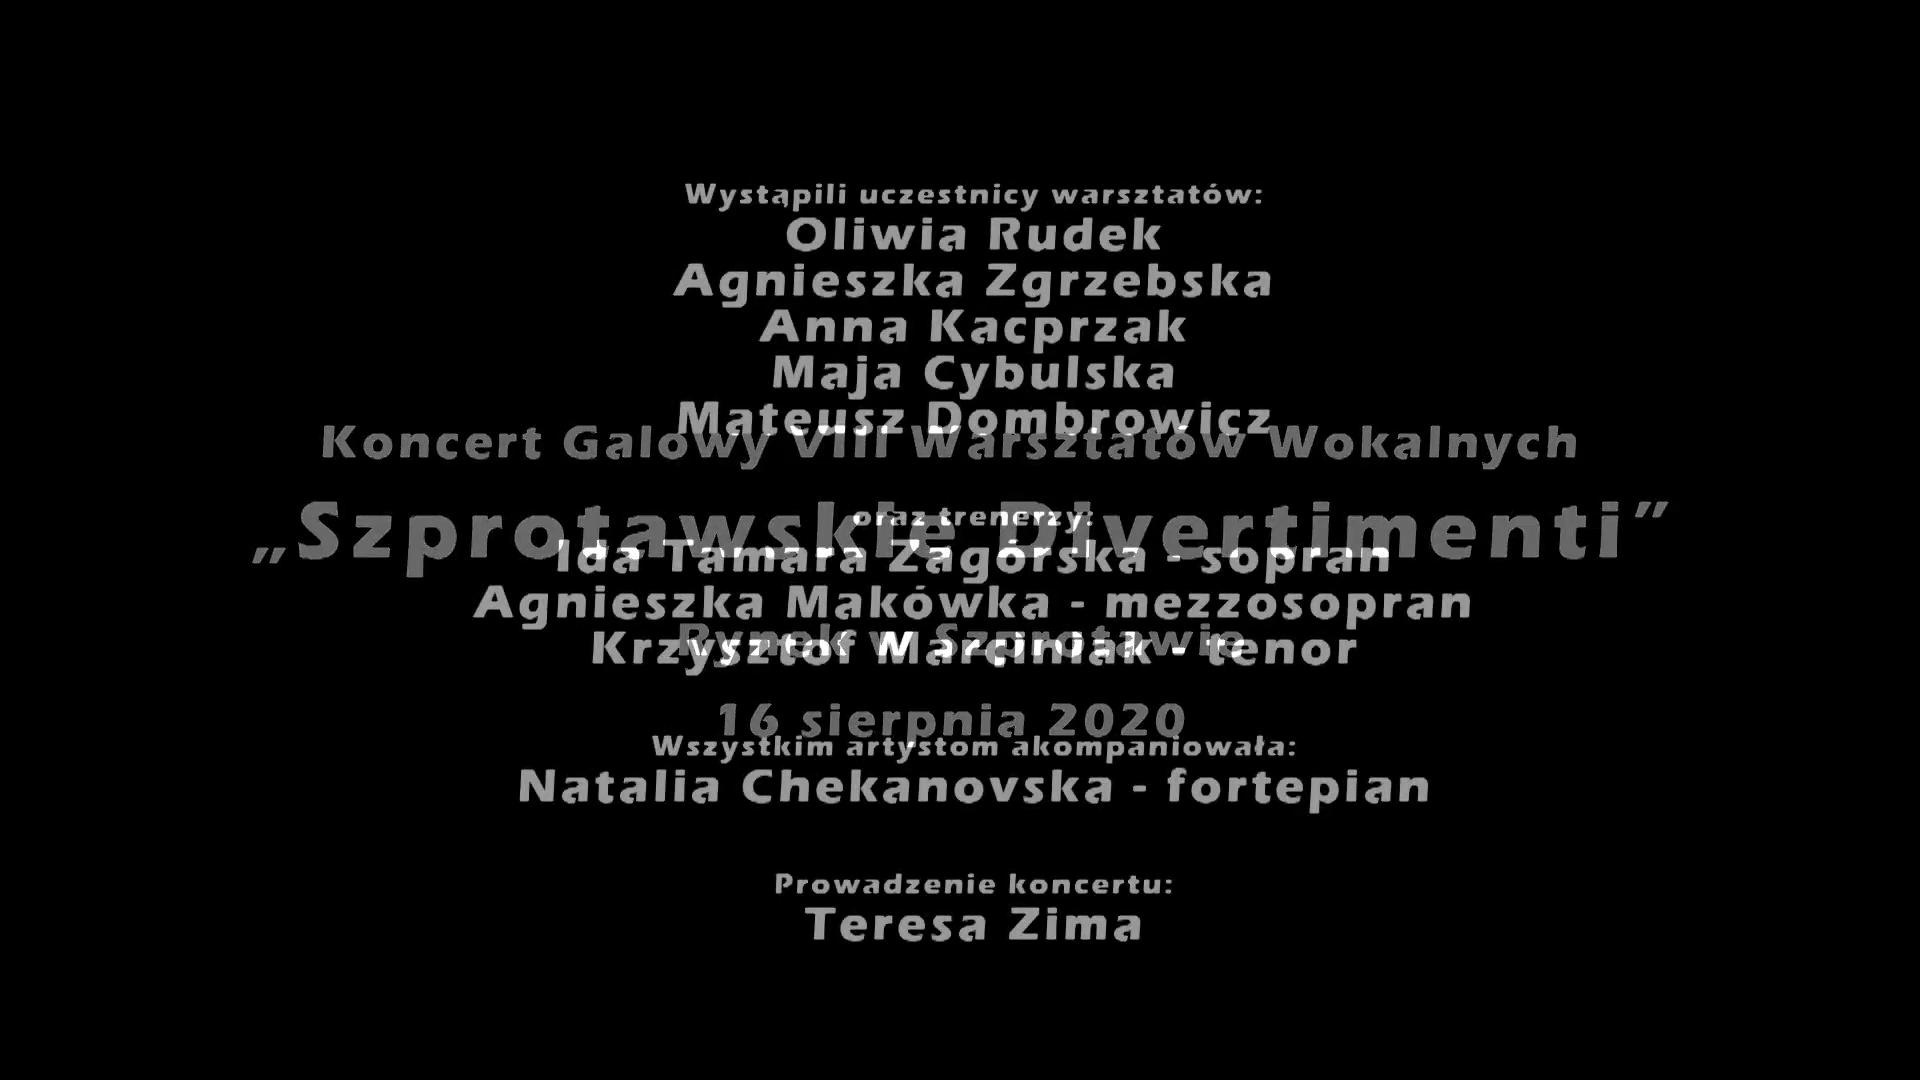 Wystąpili uczestnicy warsztatów:
Oliwia Rudek
Agnieszka Zgrzebska
Anna Kacprzak
Maja Cybulska
Mateusz Dombrowicz
Koncert Galowy VIII Warsztatów Wokalnych
„Szprotawskie Divertimenti”
oraz trenerzy:
Ida Tamara Zagórska - sopran
Agnieszka Makówka - mezzosopran
Rynek w Szprotawie
Krzysztof Marciniak - tenor
16 sierpnia 2020
Wszystkim artystom akompaniowała:
Natalia Chekanovska - fortepian
Prowadzenie koncertu:
Teresa Zima